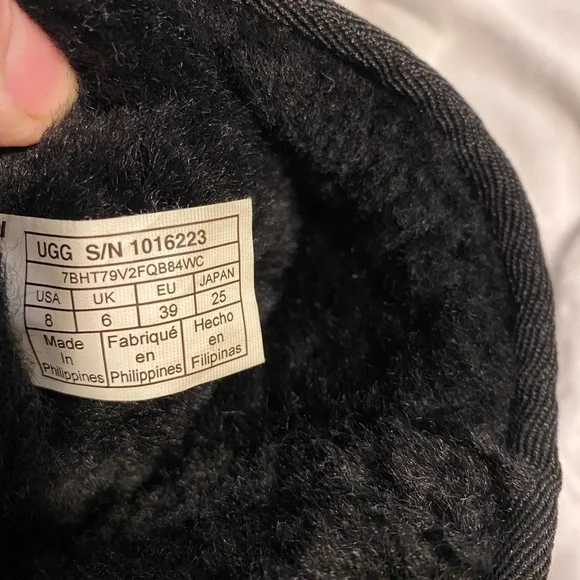 UGG S/N 1016223
7BHT79V2FQB84WC
USA UK EU JAPAN
8 6 39 25
Made Fabriqué Hecho
In en en
Philippines Philippines Filipinas